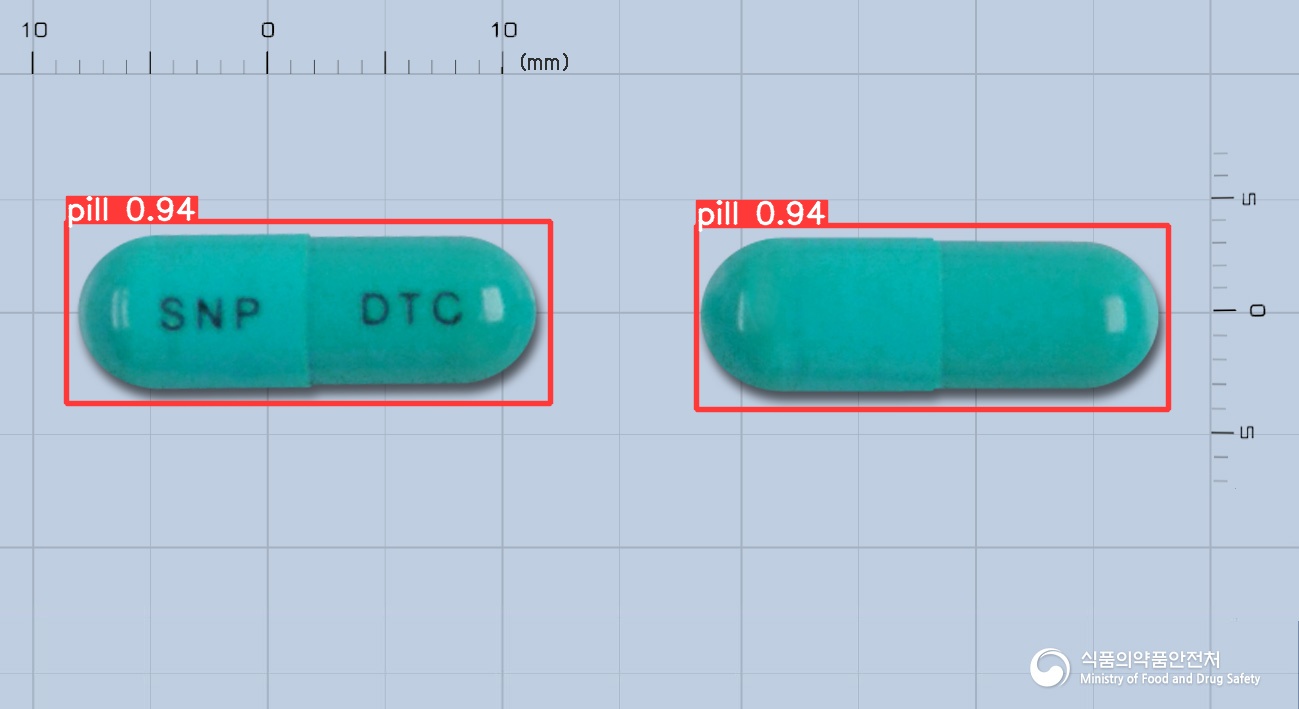 10 0 10
(mm)
pill 0.94
pill 0.94
SNP DTC
5
0
5
식품의약품안전처
Ministry of Food and Drug Safety